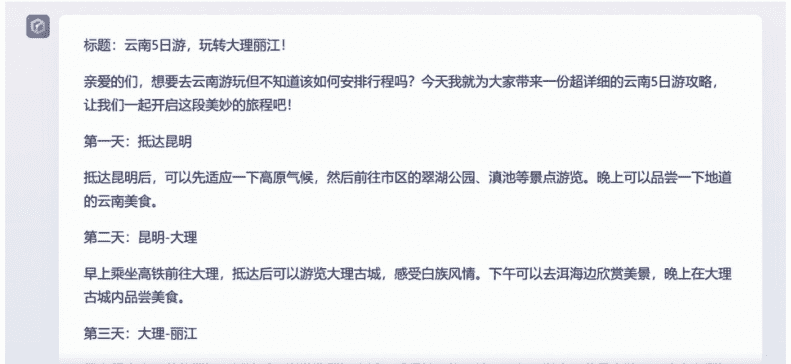 标题：云南5日游，玩转大理丽江！
亲爱的们，想要去云南游玩但不知道该如何安排行程吗？今天我就为大家带来一份超详细的云南5日游攻略，
让我们一起开启这段美妙的旅程吧！
第一天：抵达昆明
抵达昆明后，可以先适应一下高原气候，然后前往市区的翠湖公园、滇池等景点游览。晚上可以品尝一下地道
的云南美食。
第二天：昆明-大理
早上乘坐高铁前往大理，抵达后可以游览大理古城，感受白族风情。下午可以去洱海边欣赏美景，晚上在大理
古城内品尝美食。
第三天：大理-丽江